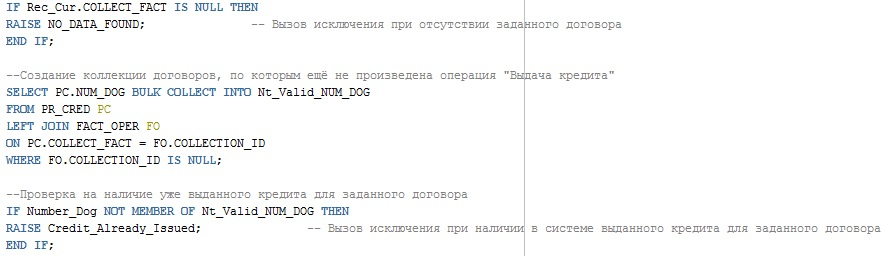 IF Rec_Cur.COLLECT_FACT IS NULL THEN
RAISE NO_DATA_FOUND; -- Вызов исключения при отсутствии заданного договора
END IF;
--Создание коллекции договоров, по которым ещё не произведена операция "Выдача кредита"
SELECT PC.NUM_DOG BULK COLLECT INTO Nt_Valid_NUM_DOG
FROM PR_CRED PC
LEFT JOIN FACT_OPER FO
ON PC.COLLECT_FACT = FO.COLLECTION_ID
WHERE FO.COLLECTION_ID IS NULL;
--Проверка на наличие уже выданного кредита для заданного договора
IF Number_Dog NOT MEMBER OF Nt_Valid_NUM_DOG THEN
RAISE Credit_Already_Issued; -- Вызов исключения при наличии в системе выданного кредита для заданного договора
END IF;